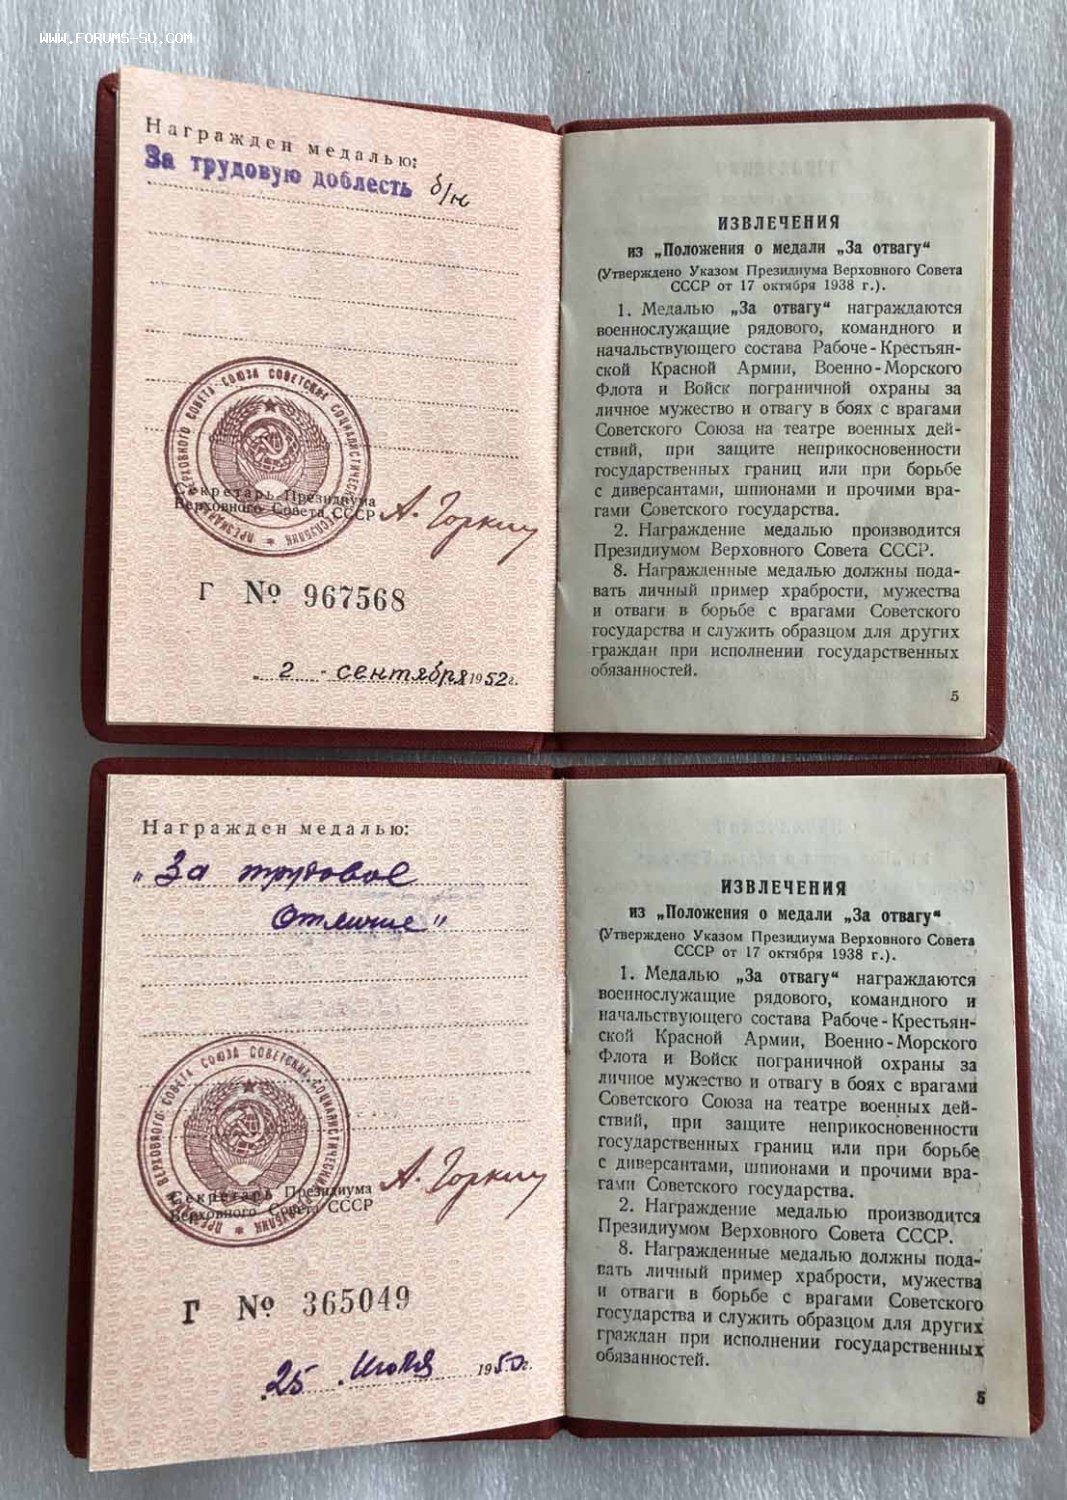 WWW.FORUMS-SU.COM
Награжден медалью:
За трудовую доблесть б/н
Секретарь Президиума
Верховного Совета СССР А. Горкин
Г № 967568
2 - сентября 1952 г.
ИЗВЛЕЧЕНИЯ
из „Положения о медали „За отвагу“
(Утверждено Указом Президиума Верховного Совета
СССР от 17 октября 1938 г.).
1. Медалью „За отвагу“ награждаются
военнослужащие рядового, командного и
начальствующего состава Рабоче-Крестьян-
ской Красной Армии, Военно-Морского
Флота и Войск пограничной охраны за
личное мужество и отвагу в боях с врагами
Советского Союза на театре военных дей-
ствий, при защите неприкосновенности
государственных границ или при борьбе
с диверсантами, шпионами и прочими вра-
гами Советского государства.
2. Награждение медалью производится
Президиумом Верховного Совета СССР.
8. Награжденные медалью должны пода-
вать личный пример храбрости, мужества
и отваги в борьбе с врагами Советского
государства и служить образцом для других
граждан при исполнении государственных
обязанностей.
5
Награжден медалью:
„За трудовое
Отличие"
Секретарь Президиума
Верховного Совета СССР А. Горкин
Г № 365049
25 Июля 1950 г.
ИЗВЛЕЧЕНИЯ
из „Положения о медали „За отвагу“
(Утверждено Указом Президиума Верховного Совета
СССР от 17 октября 1938 г.).
1. Медалью „За отвагу“ награждаются
военнослужащие рядового, командного и
начальствующего состава Рабоче-Крестьян-
ской Красной Армии, Военно-Морского
Флота и Войск пограничной охраны за
личное мужество и отвагу в боях с врагами
Советского Союза на театре военных дей-
ствий, при защите неприкосновенности
государственных границ или при борьбе
с диверсантами, шпионами и прочими вра-
гами Советского государства.
2. Награждение медалью производится
Президиумом Верховного Совета СССР.
8. Награжденные медалью должны пода-
вать личный пример храбрости, мужества
и отваги в борьбе с врагами Советского
государства и служить образцом для других
граждан при исполнении государственных
обязанностей.
5